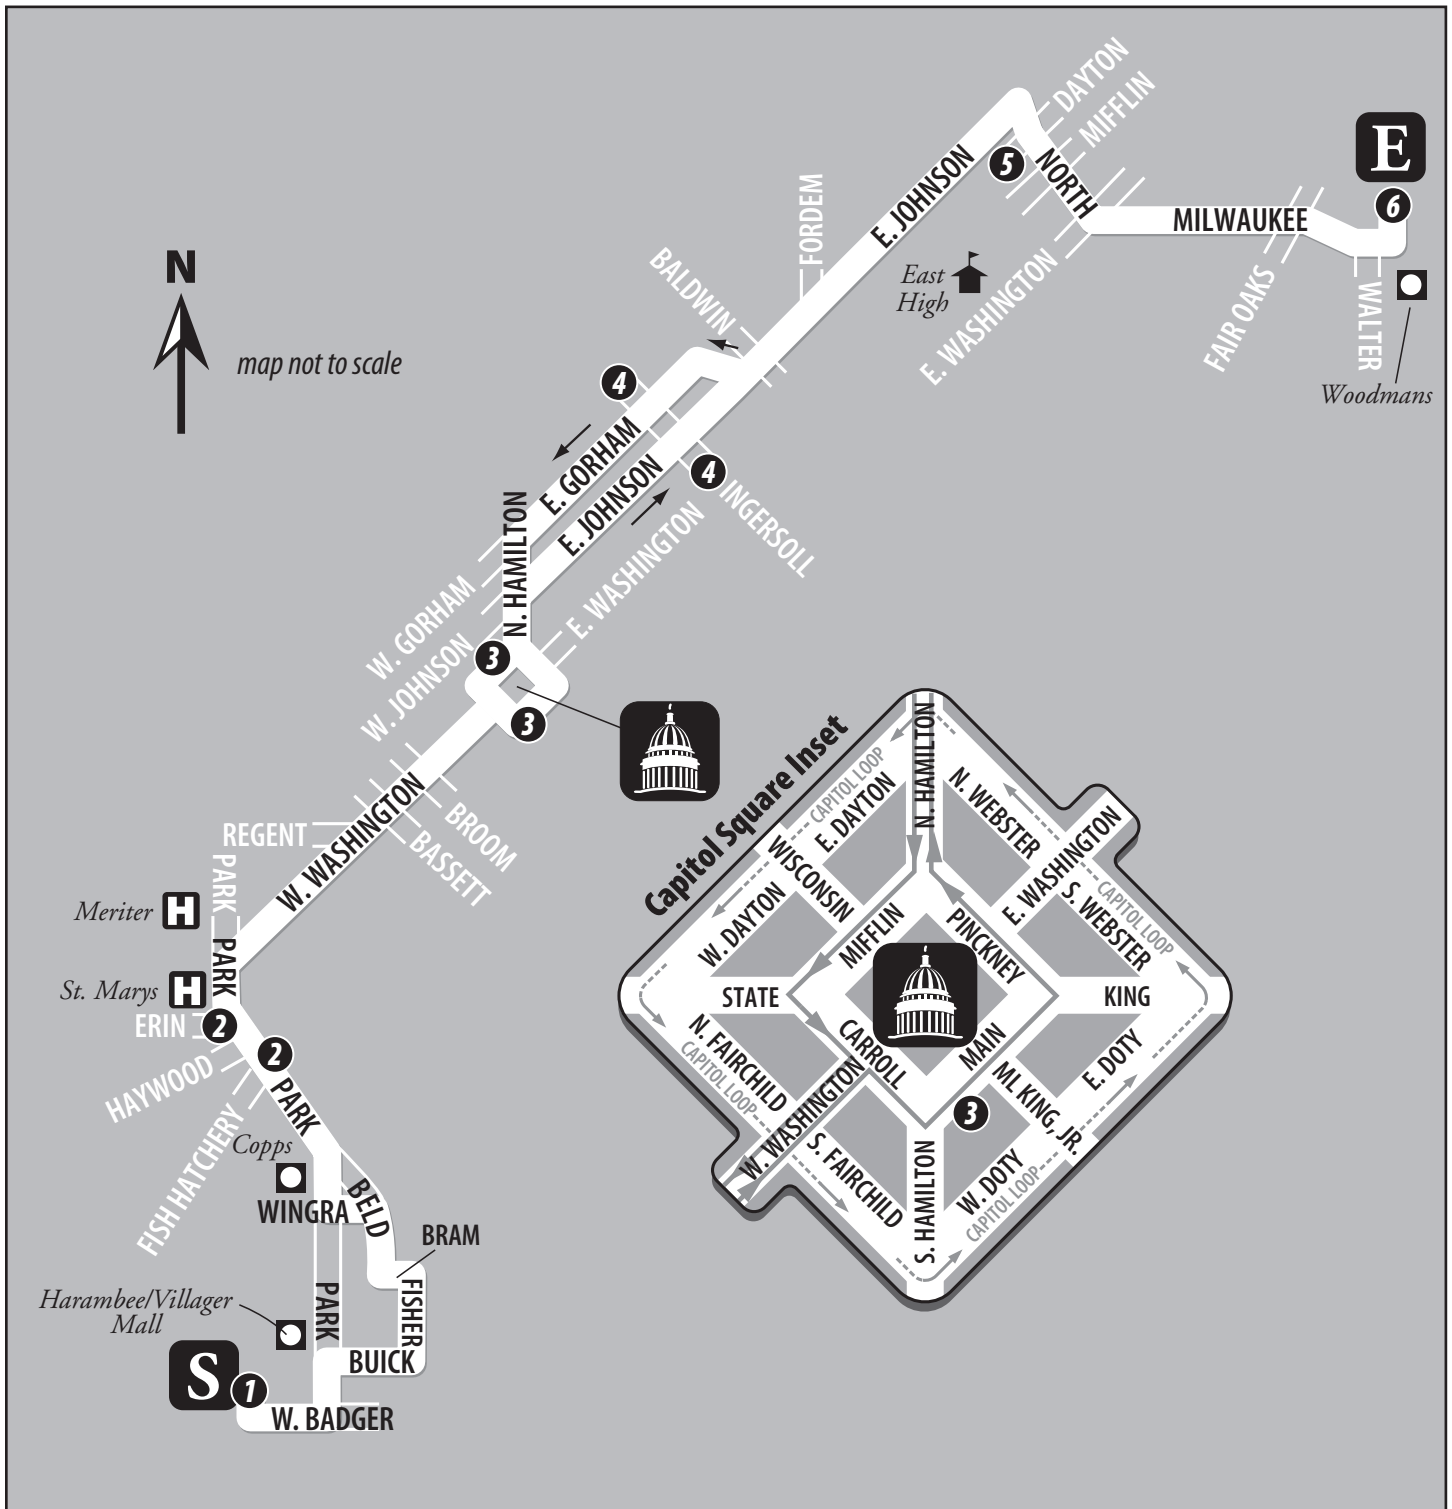 DAYTON
MIFFLIN
E
5
NORTH
6
E. JOHNSON
MILWAUKEE
FORDEM
BALDWIN
East
High
E. WASHINGTON
FAIR OAKS
WALTER
Woodmans
N
map not to scale
4
E. GORHAM
E. JOHNSON
4
INGERSOLL
N. HAMILTON
E. WASHINGTON
W. GORHAM
W. JOHNSON
3
3
Capitol Square Inset
N. HAMILTON
CAPITOL LOOP
E. DAYTON
N. WEBSTER
WISCONSIN
E. WASHINGTON
W. DAYTON
MIFFLIN
PINCKNEY
S. WEBSTER
CAPITOL LOOP
STATE
KING
N. FAIRCHILD
CAPITOL LOOP
CARROLL
MAIN
E. DOTY
ML KING, JR.
3
W. WASHINGTON
S. FAIRCHILD
S. HAMILTON
W. DOTY
CAPITOL LOOP
BROOM
BASSETT
REGENT
W. WASHINGTON
PARK
Meriter
H
PARK
St. Marys
H
ERIN
2
2
HAYWOOD
PARK
FISH HATCHERY
Copps
WINGRA
BELD
BRAM
Harambee/Villager
Mall
PARK
FISHER
BUICK
S
1
W. BADGER